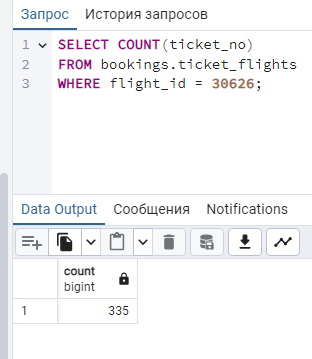 Запрос История запросов
1 SELECT COUNT(ticket_no)
2 FROM bookings.ticket_flights
3 WHERE flight_id = 30626;
Data Output Сообщения Notifications
count
bigint
1 335